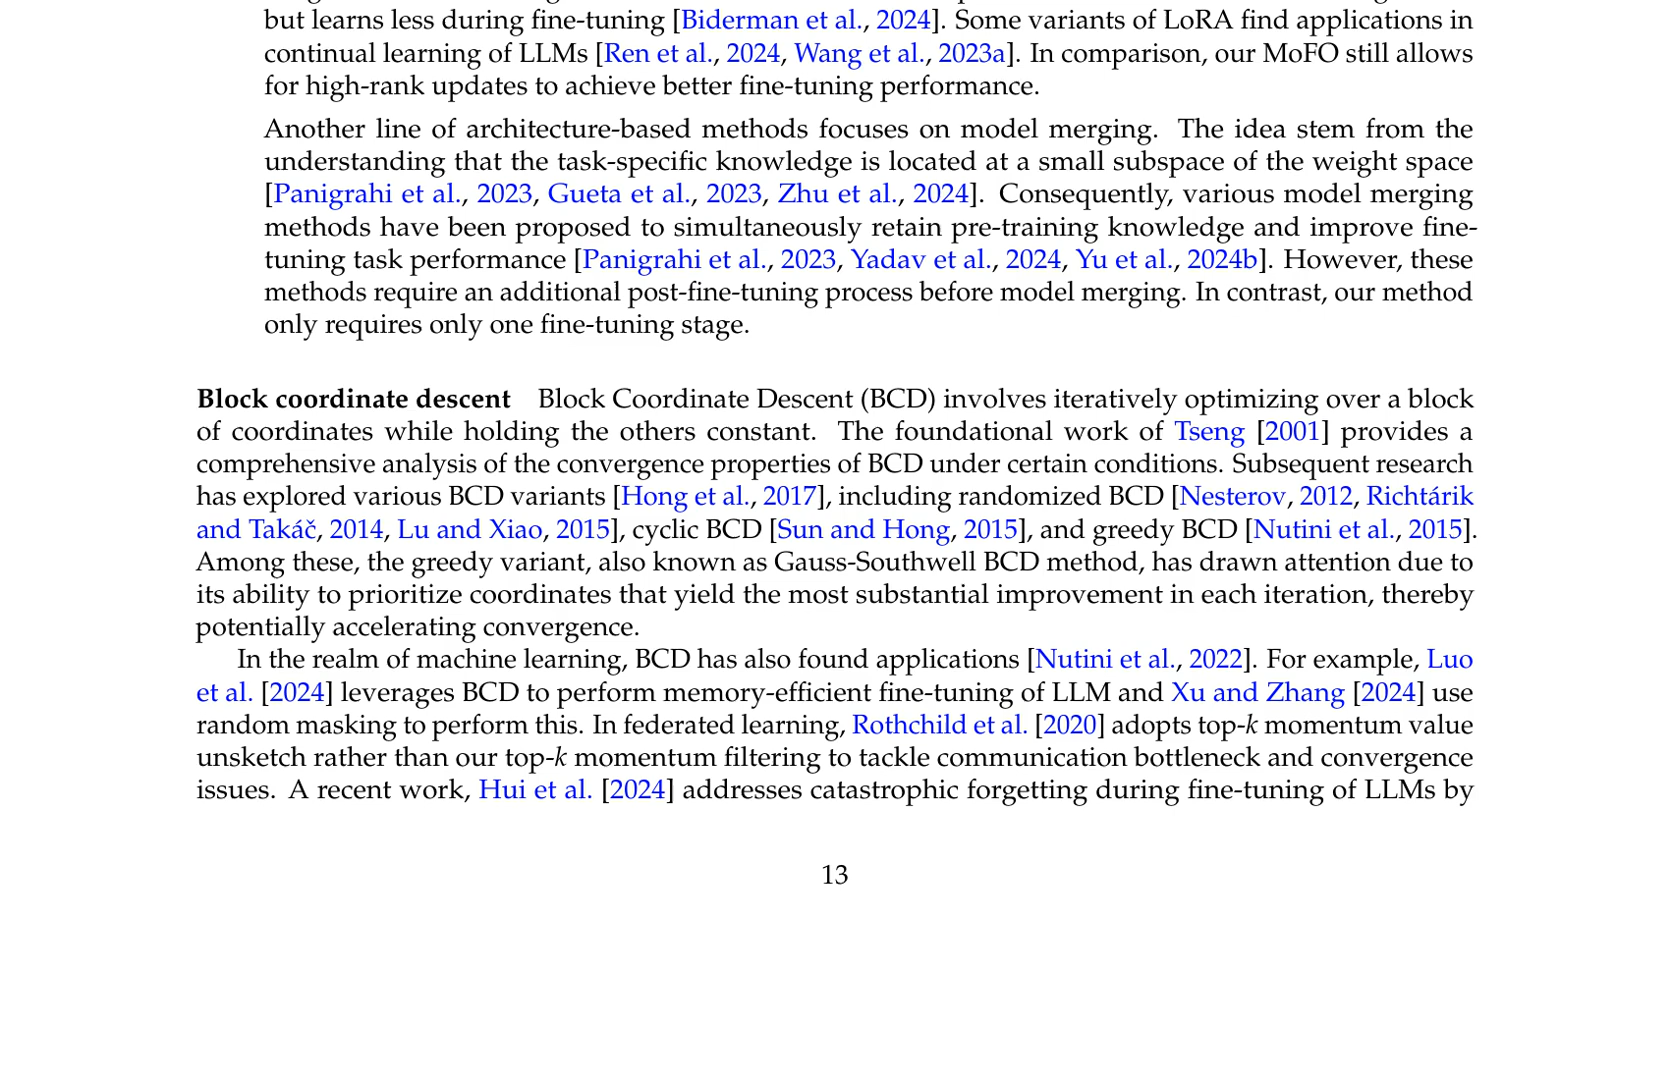 but learns less during fine-tuning [Biderman et al., 2024]. Some variants of LoRA find applications in
continual learning of LLMs [Ren et al., 2024, Wang et al., 2023a]. In comparison, our MoFO still allows
for high-rank updates to achieve better fine-tuning performance.
Another line of architecture-based methods focuses on model merging. The idea stem from the
understanding that the task-specific knowledge is located at a small subspace of the weight space
[Panigrahi et al., 2023, Gueta et al., 2023, Zhu et al., 2024]. Consequently, various model merging
methods have been proposed to simultaneously retain pre-training knowledge and improve fine-
tuning task performance [Panigrahi et al., 2023, Yadav et al., 2024, Yu et al., 2024b]. However, these
methods require an additional post-fine-tuning process before model merging. In contrast, our method
only requires only one fine-tuning stage.
Block coordinate descent Block Coordinate Descent (BCD) involves iteratively optimizing over a block
of coordinates while holding the others constant. The foundational work of Tseng [2001] provides a
comprehensive analysis of the convergence properties of BCD under certain conditions. Subsequent research
has explored various BCD variants [Hong et al., 2017], including randomized BCD [Nesterov, 2012, Richtárik
and Takáč, 2014, Lu and Xiao, 2015], cyclic BCD [Sun and Hong, 2015], and greedy BCD [Nutini et al., 2015].
Among these, the greedy variant, also known as Gauss-Southwell BCD method, has drawn attention due to
its ability to prioritize coordinates that yield the most substantial improvement in each iteration, thereby
potentially accelerating convergence.
In the realm of machine learning, BCD has also found applications [Nutini et al., 2022]. For example, Luo
et al. [2024] leverages BCD to perform memory-efficient fine-tuning of LLM and Xu and Zhang [2024] use
random masking to perform this. In federated learning, Rothchild et al. [2020] adopts top-k momentum value
unsketch rather than our top-k momentum filtering to tackle communication bottleneck and convergence
issues. A recent work, Hui et al. [2024] addresses catastrophic forgetting during fine-tuning of LLMs by
13